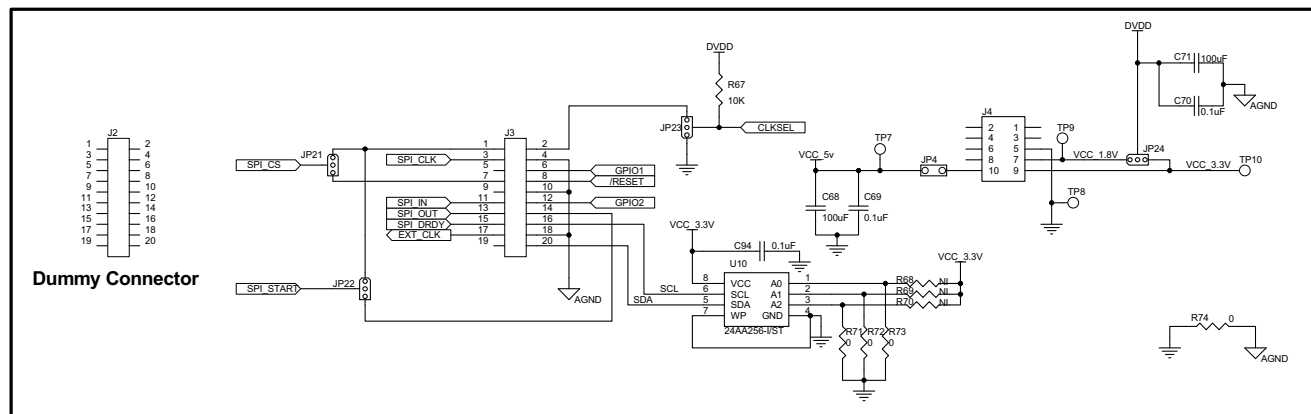 DVDD
R67
10K
CLKSEL
JP23
DVDD
C71
100uF
C70
0.1uF
AGND
J2
1 2
3 4
5 6
7 8
9 10
11 12
13 14
15 16
17 18
19 20
Dummy Connector
SPI_CS
JP21
SPI_START
JP22
J3
1 2
SPI_CLK 3 4
5 6 GPIO1
7 8 /RESET
9 10
SPI_IN 11 12 GPIO2
SPI_OUT 13 14
SPI_DRDY 15 16
EXT_CLK 17 18
19 20
AGND
SCL
SDA
VCC_5v
TP7
JP4
C68
100uF
C69
0.1uF
J4
2 1
4 3
6 5
8 7
10 9
TP9
VCC_1.8V
JP24
VCC_3.3V
TP10
TP8
VCC_3.3V
C94
0.1uF
U10
8 VCC A0 1
6 SCL A1 2
5 SDA A2 3
7 WP GND 4
24AA256-I/ST
VCC_3.3V
R68 NI
R69 NI
R70 NI
R71 R72 R73
0 0 0
R74 0
AGND